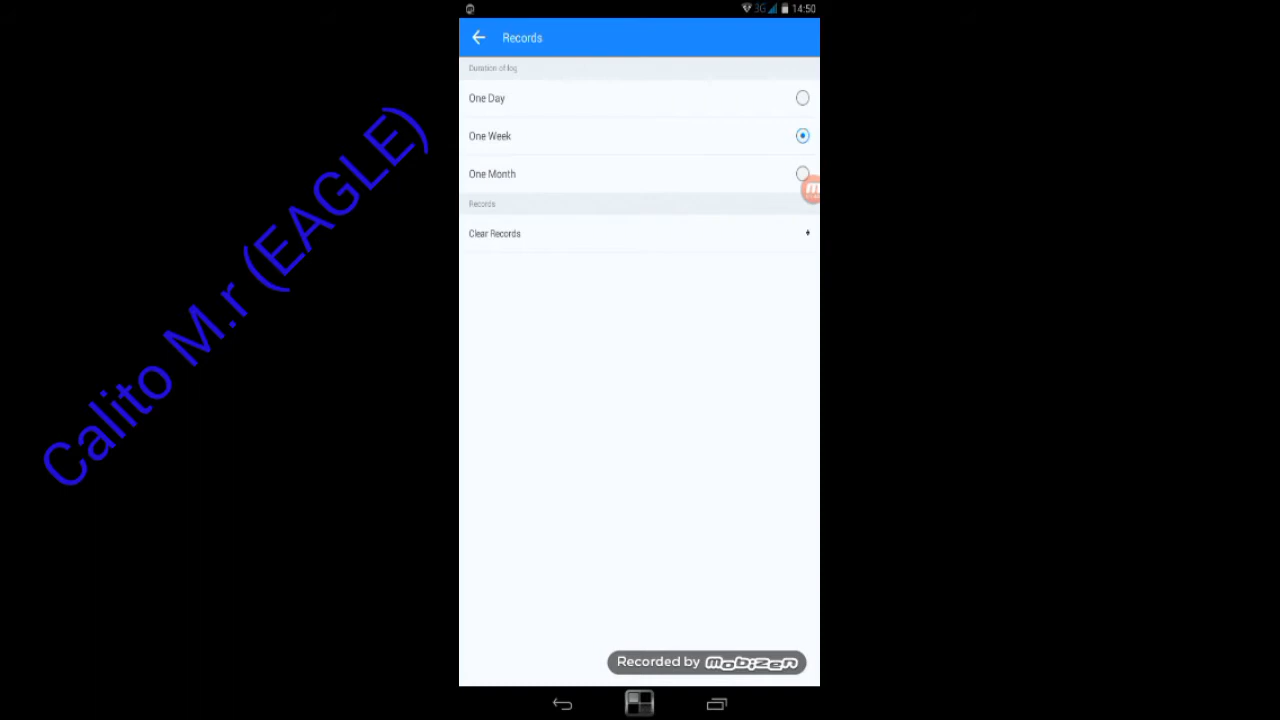 3G 14:50
Records
Duration of log
One Day
One Week
One Month
Records
Clear Records
Calito M.r (EAGLE)
Recorded by mobizen